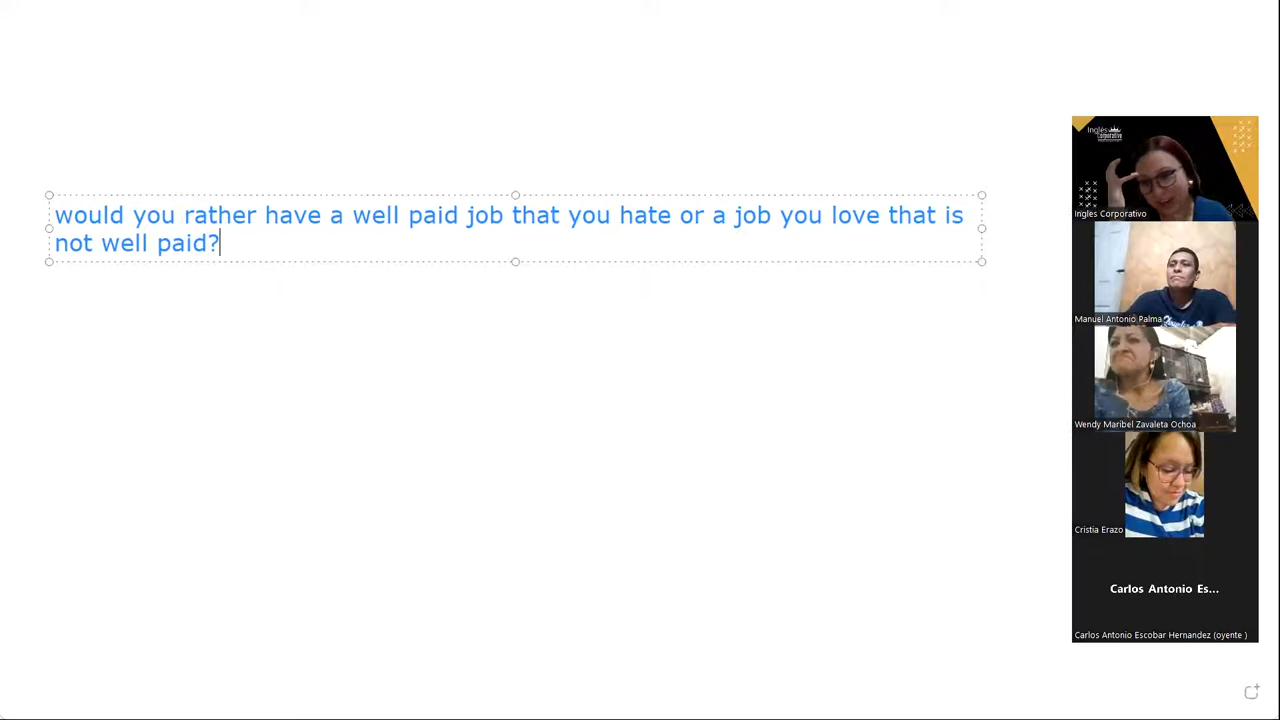 would you rather have a well paid job that you hate or a job you love that is
not well paid?
Inglés
Corporativo
Ingles Corporativo
Manuel Antonio Palma
Wendy Maribel Zavaleta Ochoa
Cristia Erazo
Carlos Antonio Es...
Carlos Antonio Escobar Hernandez (oyente )